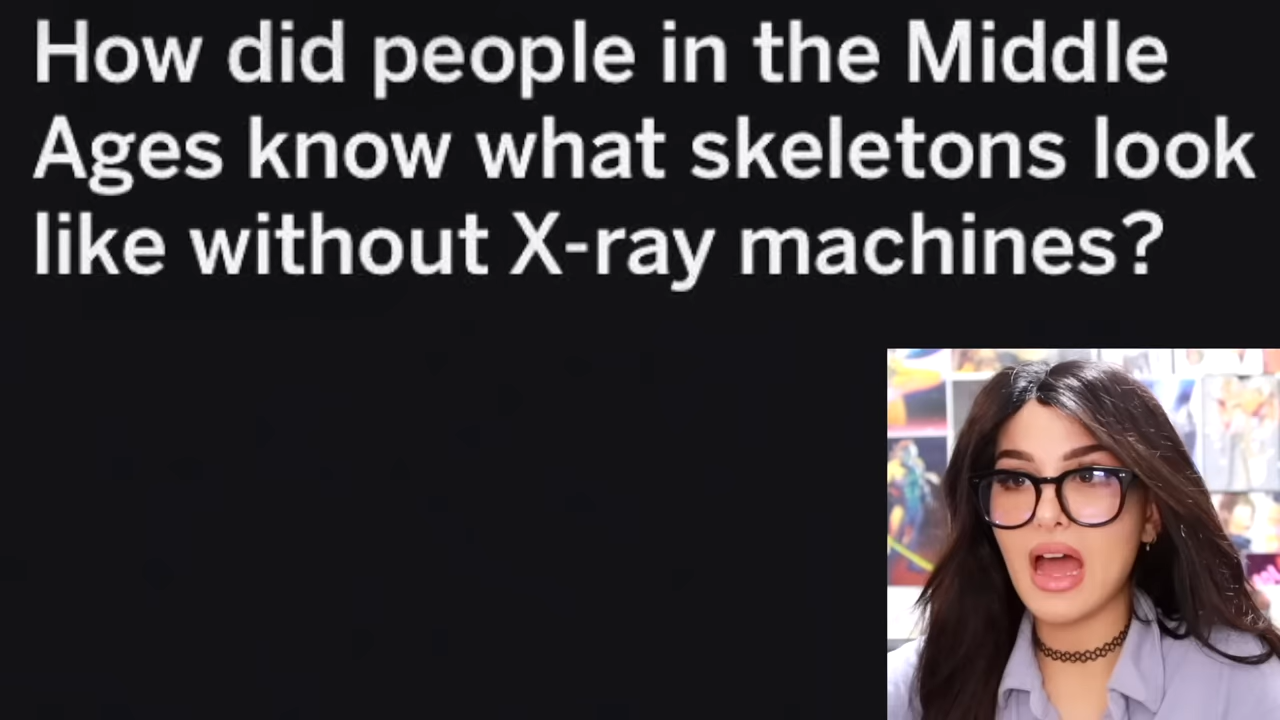 How did people in the Middle
Ages know what skeletons look
like without X-ray machines?